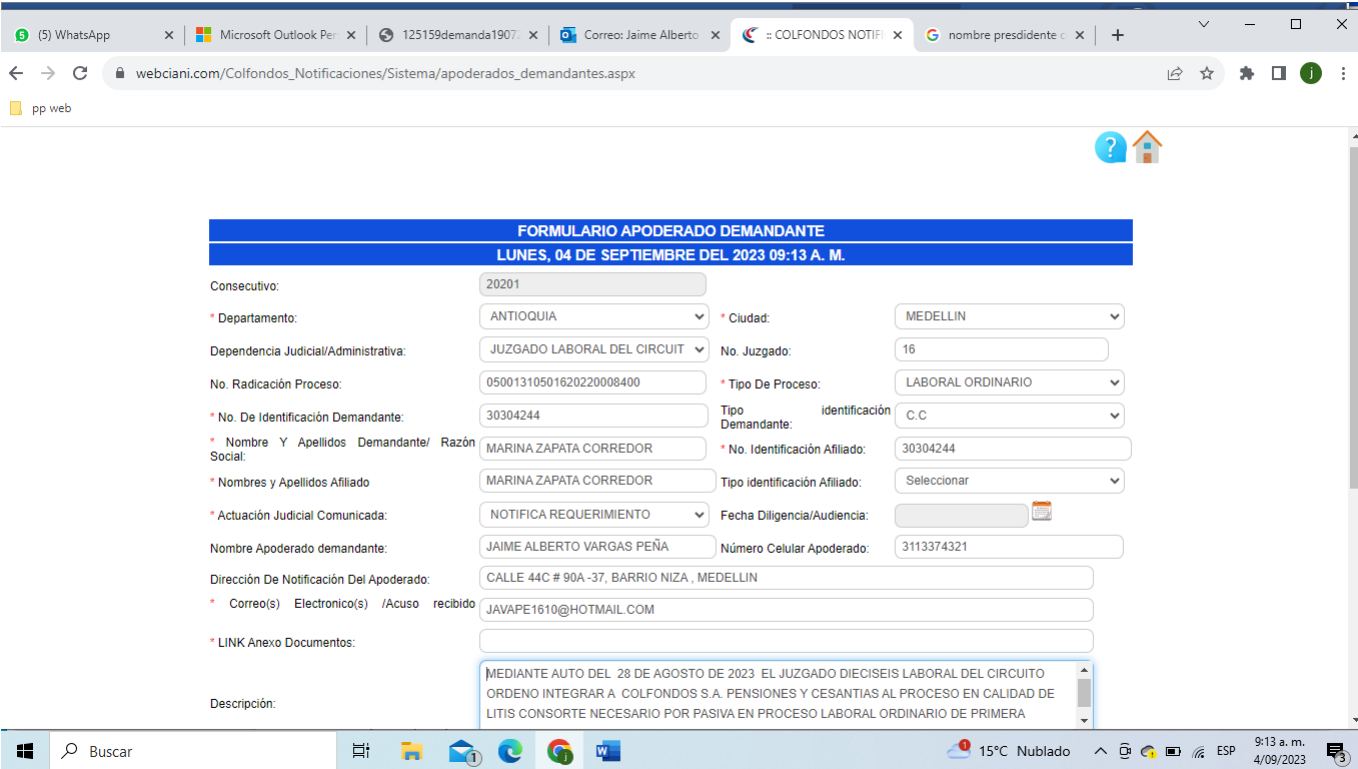 (5) WhatsApp
Microsoft Outlook Per
125159demanda1907
Correo: Jaime Alberto
:: COLFONDOS NOTIFI
nombre presdidente c
webciani.com/Colfondos_Notificaciones/Sistema/apoderados_demandantes.aspx
j
pp web
?
FORMULARIO APODERADO DEMANDANTE
LUNES, 04 DE SEPTIEMBRE DEL 2023 09:13 A. M.
Consecutivo: 20201
* Departamento: ANTIOQUIA * Ciudad: MEDELLIN
Dependencia Judicial/Administrativa: JUZGADO LABORAL DEL CIRCUIT No. Juzgado: 16
No. Radicación Proceso: 05001310501620220008400 * Tipo De Proceso: LABORAL ORDINARIO
* No. De Identificación Demandante: 30304244 Tipo identificación Demandante: C.C
* Nombre Y Apellidos Demandante/ Razón Social: MARINA ZAPATA CORREDOR * No. Identificación Afiliado: 30304244
* Nombres y Apellidos Afiliado MARINA ZAPATA CORREDOR Tipo identificación Afiliado: Seleccionar
* Actuación Judicial Comunicada: NOTIFICA REQUERIMIENTO Fecha Diligencia/Audiencia:
Nombre Apoderado demandante: JAIME ALBERTO VARGAS PEÑA Número Celular Apoderado: 3113374321
Dirección De Notificación Del Apoderado: CALLE 44C # 90A -37, BARRIO NIZA , MEDELLIN
* Correo(s) Electronico(s) /Acuso recibido JAVAPE1610@HOTMAIL.COM
* LINK Anexo Documentos:
Descripción:
MEDIANTE AUTO DEL 28 DE AGOSTO DE 2023 EL JUZGADO DIECISEIS LABORAL DEL CIRCUITO
ORDENO INTEGRAR A COLFONDOS S.A. PENSIONES Y CESANTIAS AL PROCESO EN CALIDAD DE
LITIS CONSORTE NECESARIO POR PASIVA EN PROCESO LABORAL ORDINARIO DE PRIMERA
Buscar
1
1
15°C Nublado
ESP
9:13 a. m.
4/09/2023
3